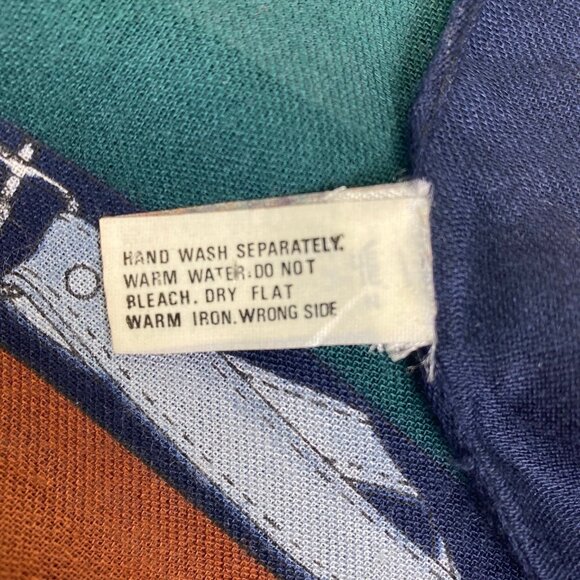 HAND WASH SEPARATELY.
WARM WATER.DO NOT
BLEACH. DRY FLAT
WARM IRON.WRONG SIDE